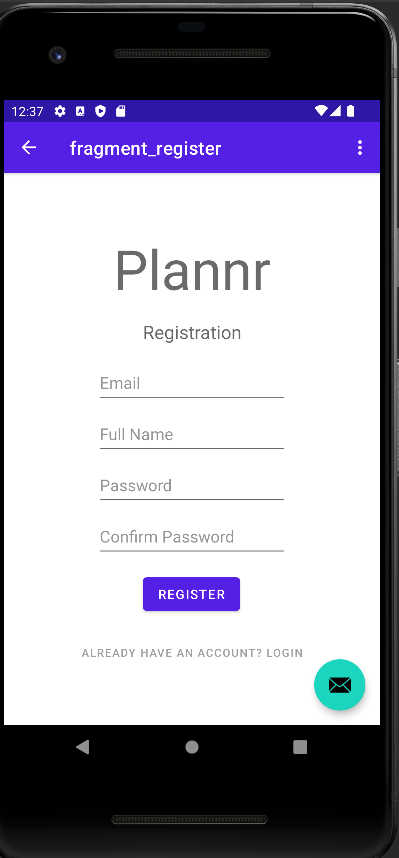 12:37
fragment_register
Plannr
Registration
Email
Full Name
Password
Confirm Password
REGISTER
ALREADY HAVE AN ACCOUNT? LOGIN